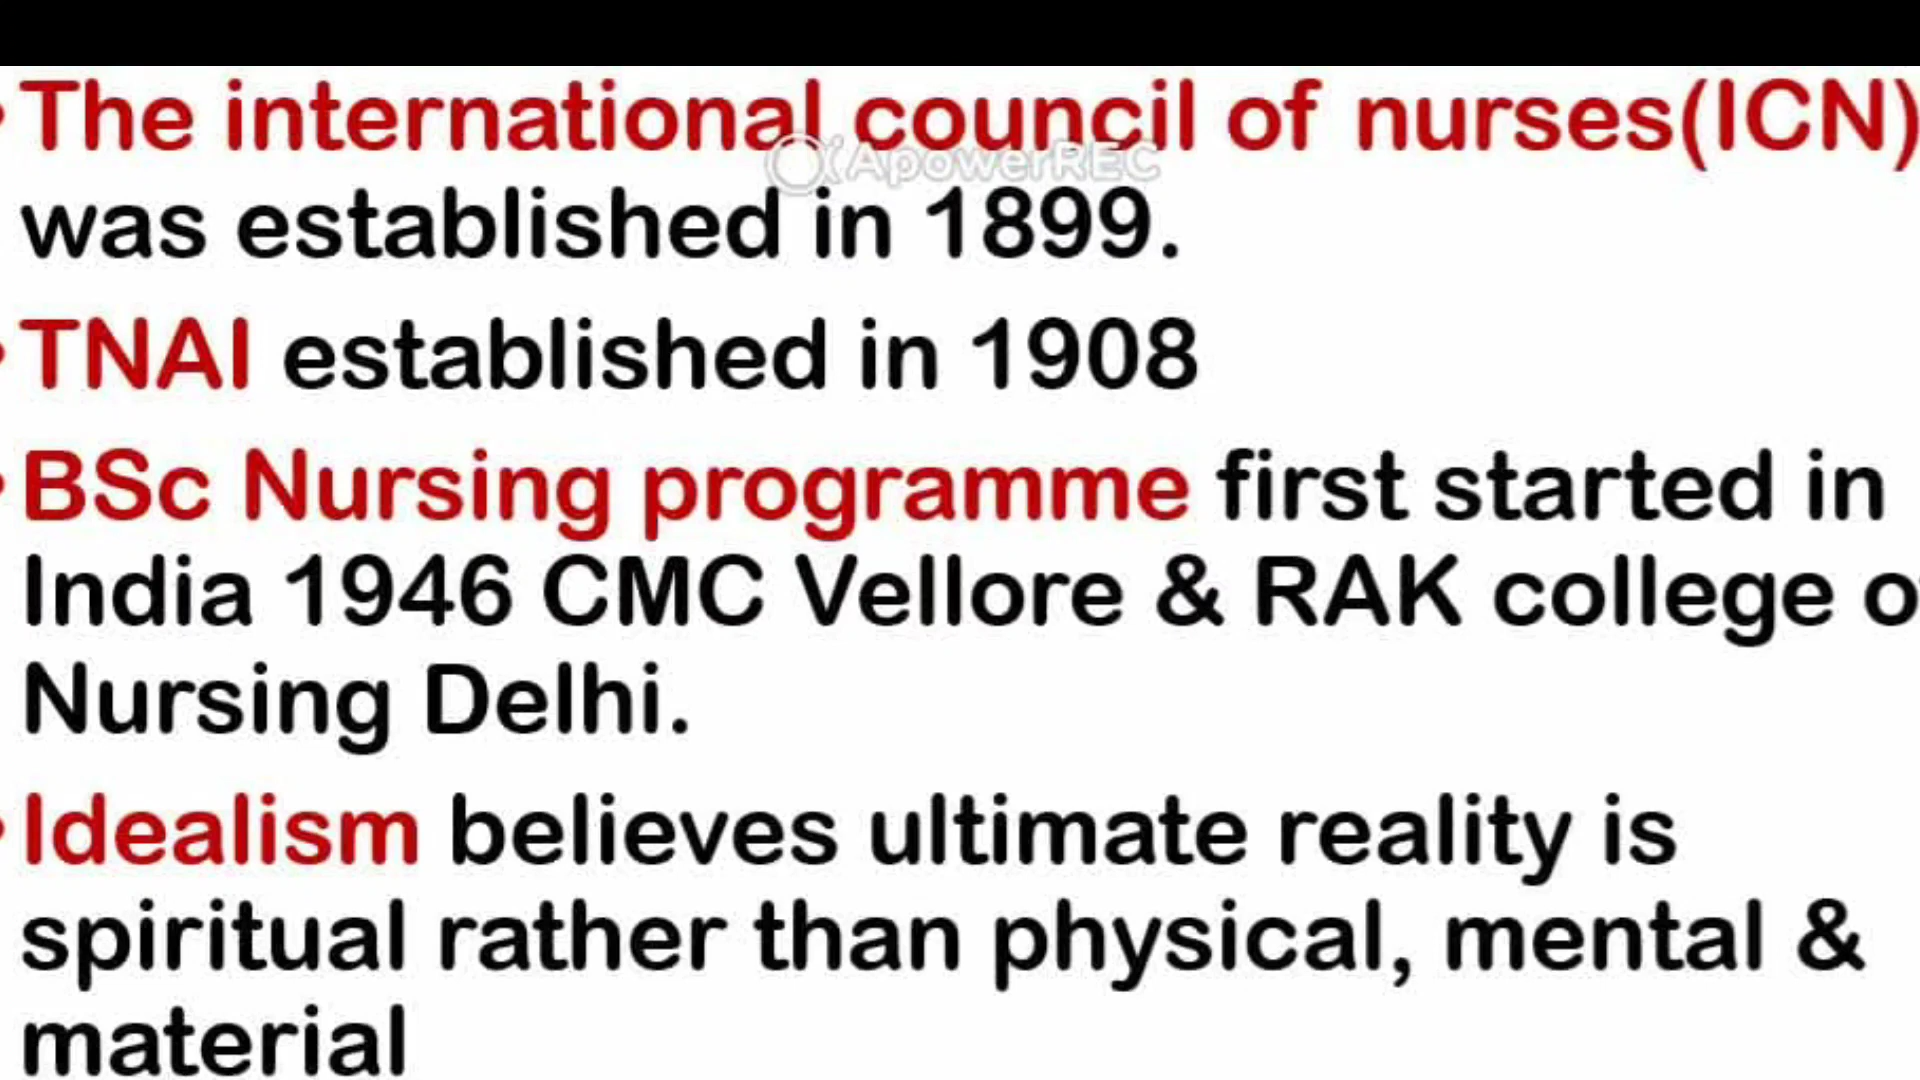 •The international council of nurses(ICN)
ApowerREC
was established in 1899.
•TNAI established in 1908
•BSc Nursing programme first started in
India 1946 CMC Vellore & RAK college o
Nursing Delhi.
•Idealism believes ultimate reality is
spiritual rather than physical, mental &
material